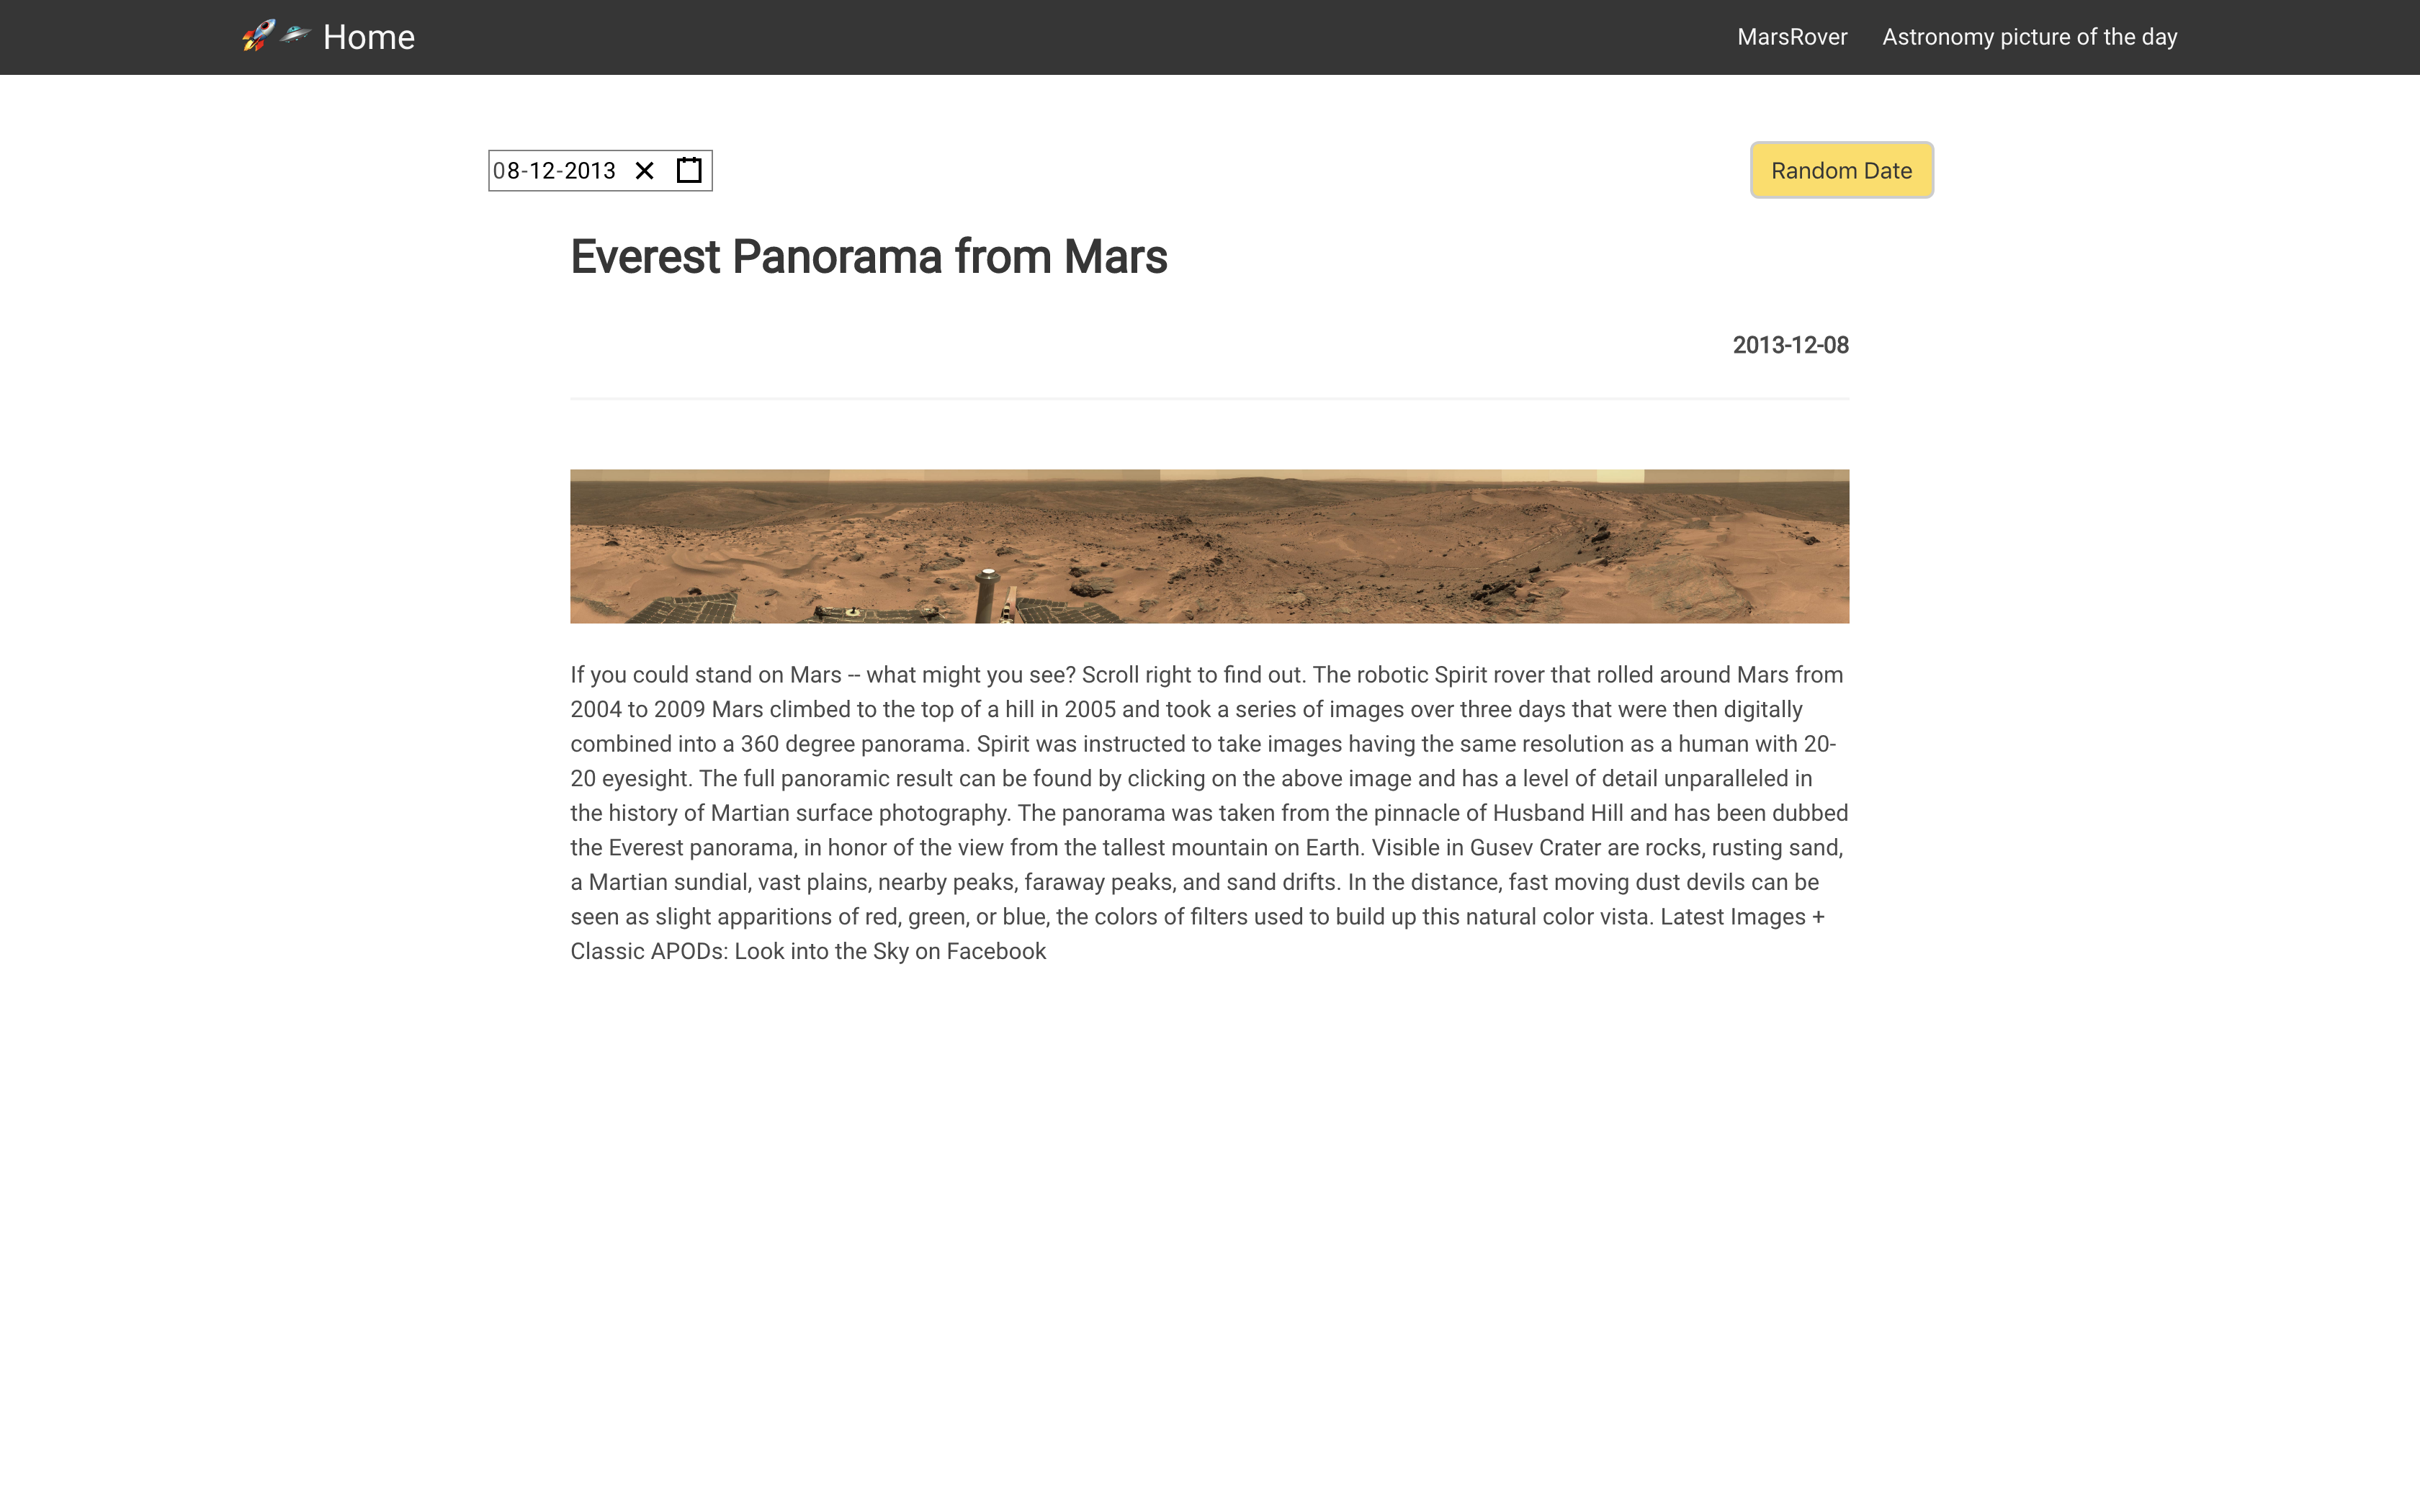 Home
MarsRover
Astronomy picture of the day
08-12-2013
Random Date
Everest Panorama from Mars
2013-12-08
If you could stand on Mars -- what might you see? Scroll right to find out. The robotic Spirit rover that rolled around Mars from
2004 to 2009 Mars climbed to the top of a hill in 2005 and took a series of images over three days that were then digitally
combined into a 360 degree panorama. Spirit was instructed to take images having the same resolution as a human with 20-
20 eyesight. The full panoramic result can be found by clicking on the above image and has a level of detail unparalleled in
the history of Martian surface photography. The panorama was taken from the pinnacle of Husband Hill and has been dubbed
the Everest panorama, in honor of the view from the tallest mountain on Earth. Visible in Gusev Crater are rocks, rusting sand,
a Martian sundial, vast plains, nearby peaks, faraway peaks, and sand drifts. In the distance, fast moving dust devils can be
seen as slight apparitions of red, green, or blue, the colors of filters used to build up this natural color vista. Latest Images +
Classic APODs: Look into the Sky on Facebook